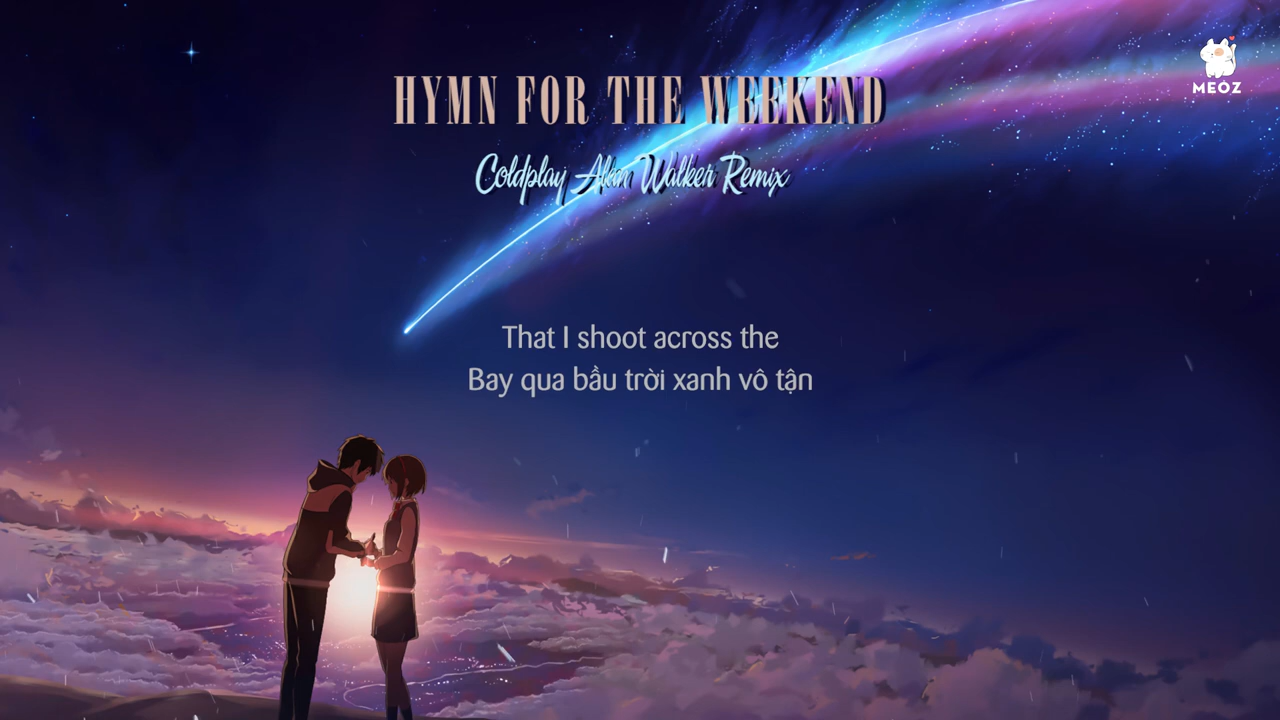 HYMN FOR THE WEEKEND
Coldplay Alan Walker Remix
MEOZ
That I shoot across the
Bay qua bầu trời xanh vô tận